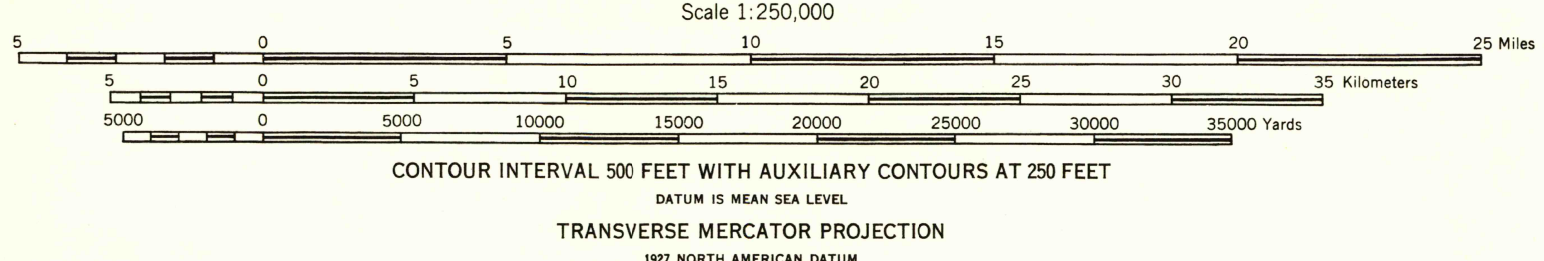 Scale 1:250,000
5 0 5 10 15 20 25 Miles
5 0 5 10 15 20 25 30 35 Kilometers
5000 0 5000 10000 15000 20000 25000 30000 35000 Yards
CONTOUR INTERVAL 500 FEET WITH AUXILIARY CONTOURS AT 250 FEET
DATUM IS MEAN SEA LEVEL
TRANSVERSE MERCATOR PROJECTION
1927 NORTH AMERICAN DATUM